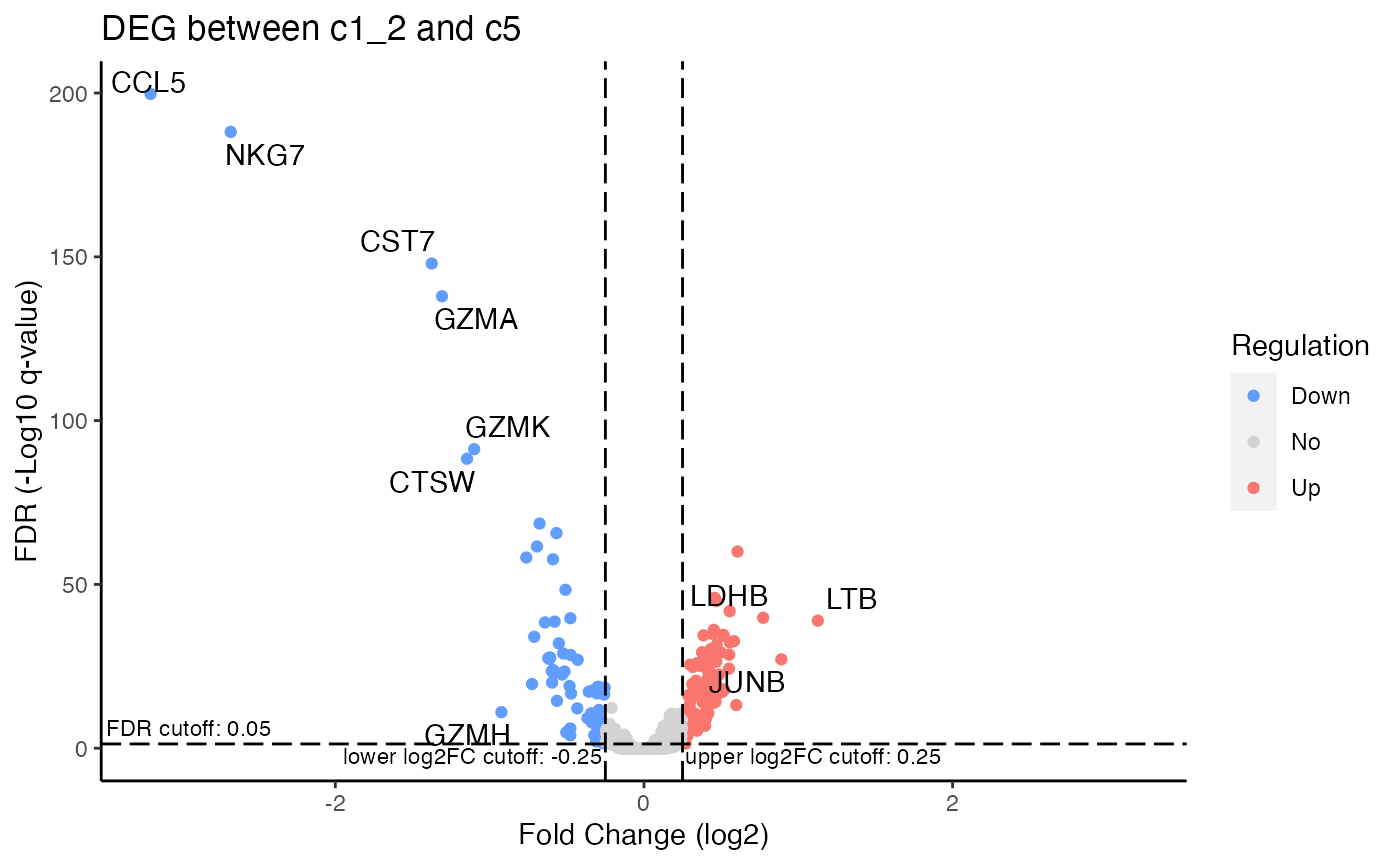 DEG between c1_2 and c5
CCL5
NKG7
CST7
GZMA
GZMK
CTSW
LDHB
LTB
JUNB
GZMH
FDR cutoff: 0.05
lower log2FC cutoff: -0.25
upper log2FC cutoff: 0.25
200
150
100
50
0
-2
0
2
Fold Change (log2)
FDR (-Log10 q-value)
Regulation
Down
No
Up